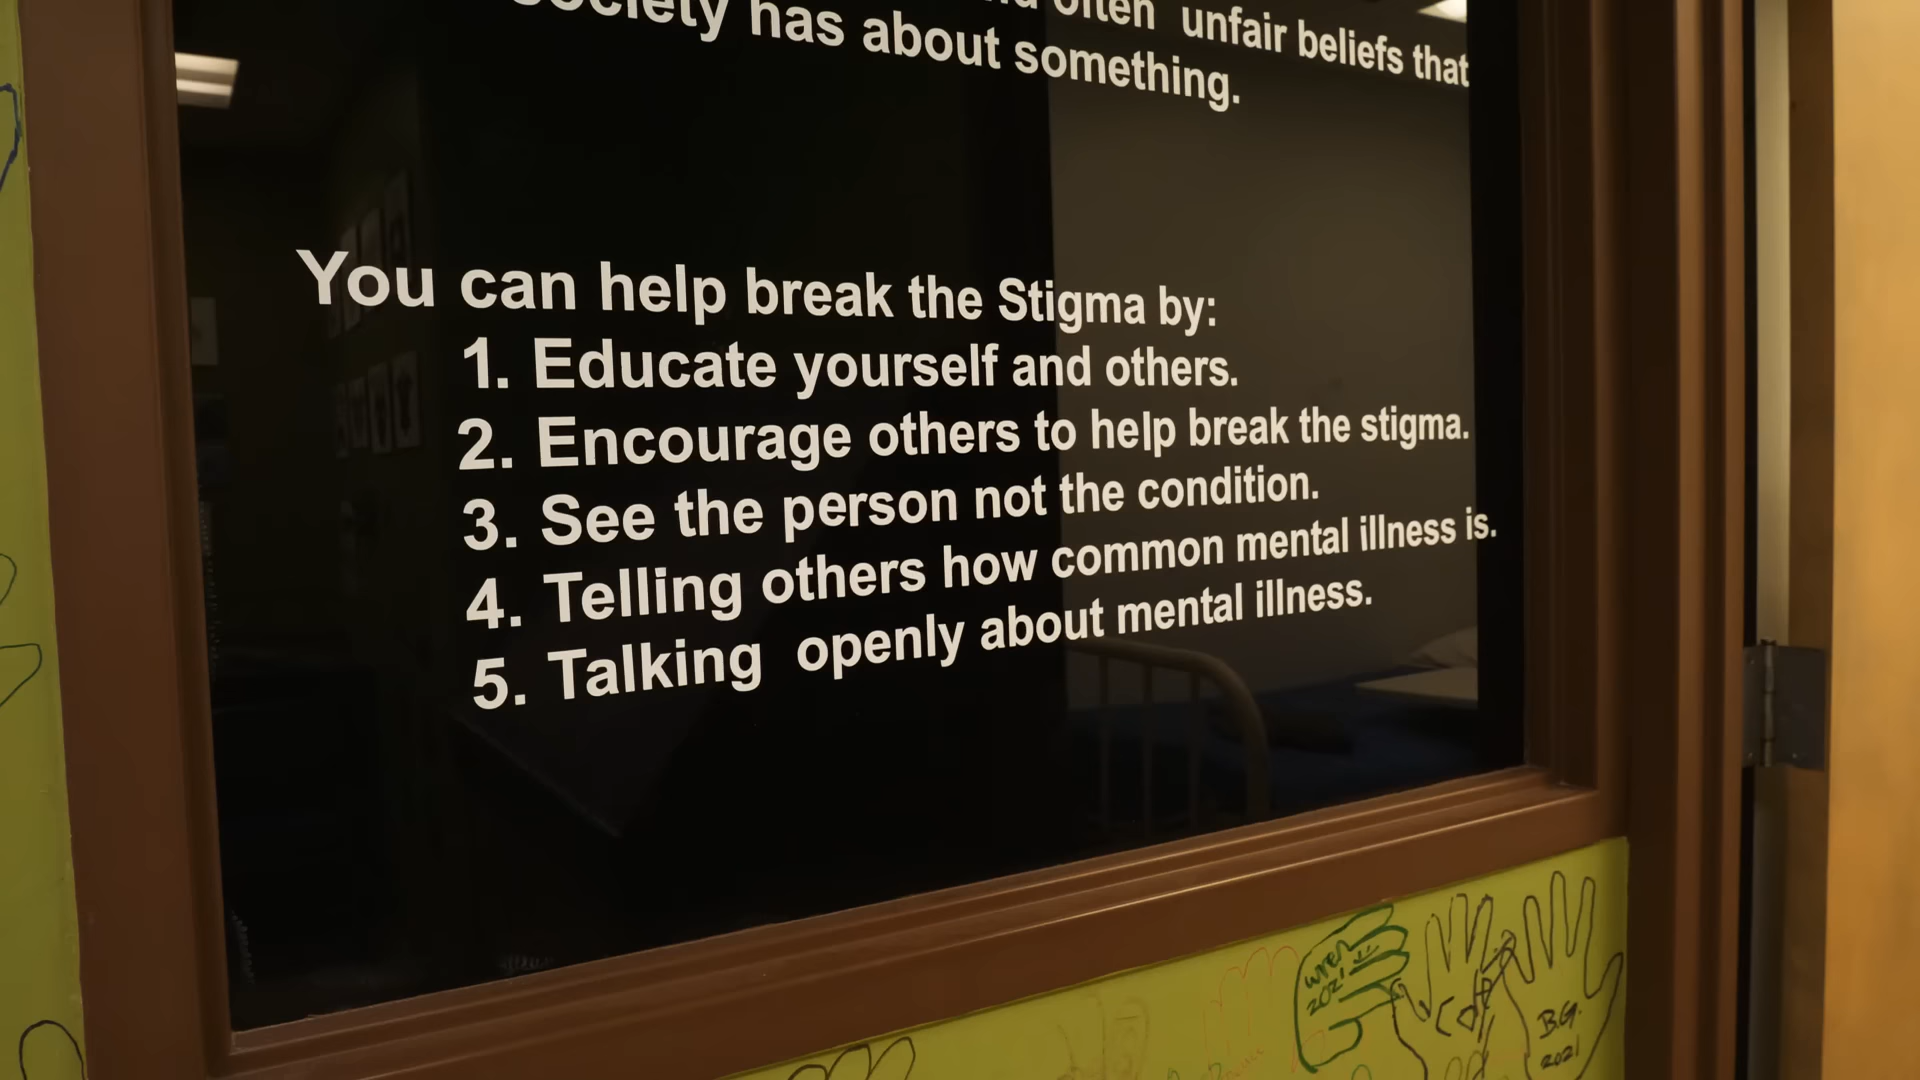 often unfair beliefs that
society has about something.
You can help break the Stigma by:
1. Educate yourself and others.
2. Encourage others to help break the stigma.
3. See the person not the condition.
4. Telling others how common mental illness is.
5. Talking openly about mental illness.
wren
2021
B.G.
2021